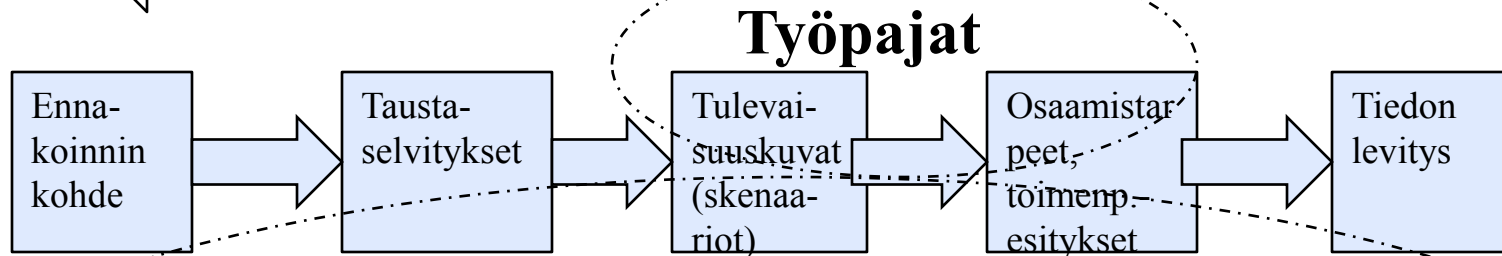 Työpajat
Enna-
koinnin
kohde
Tausta-
selvitykset
Tulevai-
suuskuvat
(skenaa-
riot)
Osaamistar
peet,
toimenp.-
esitykset
Tiedon
levitys